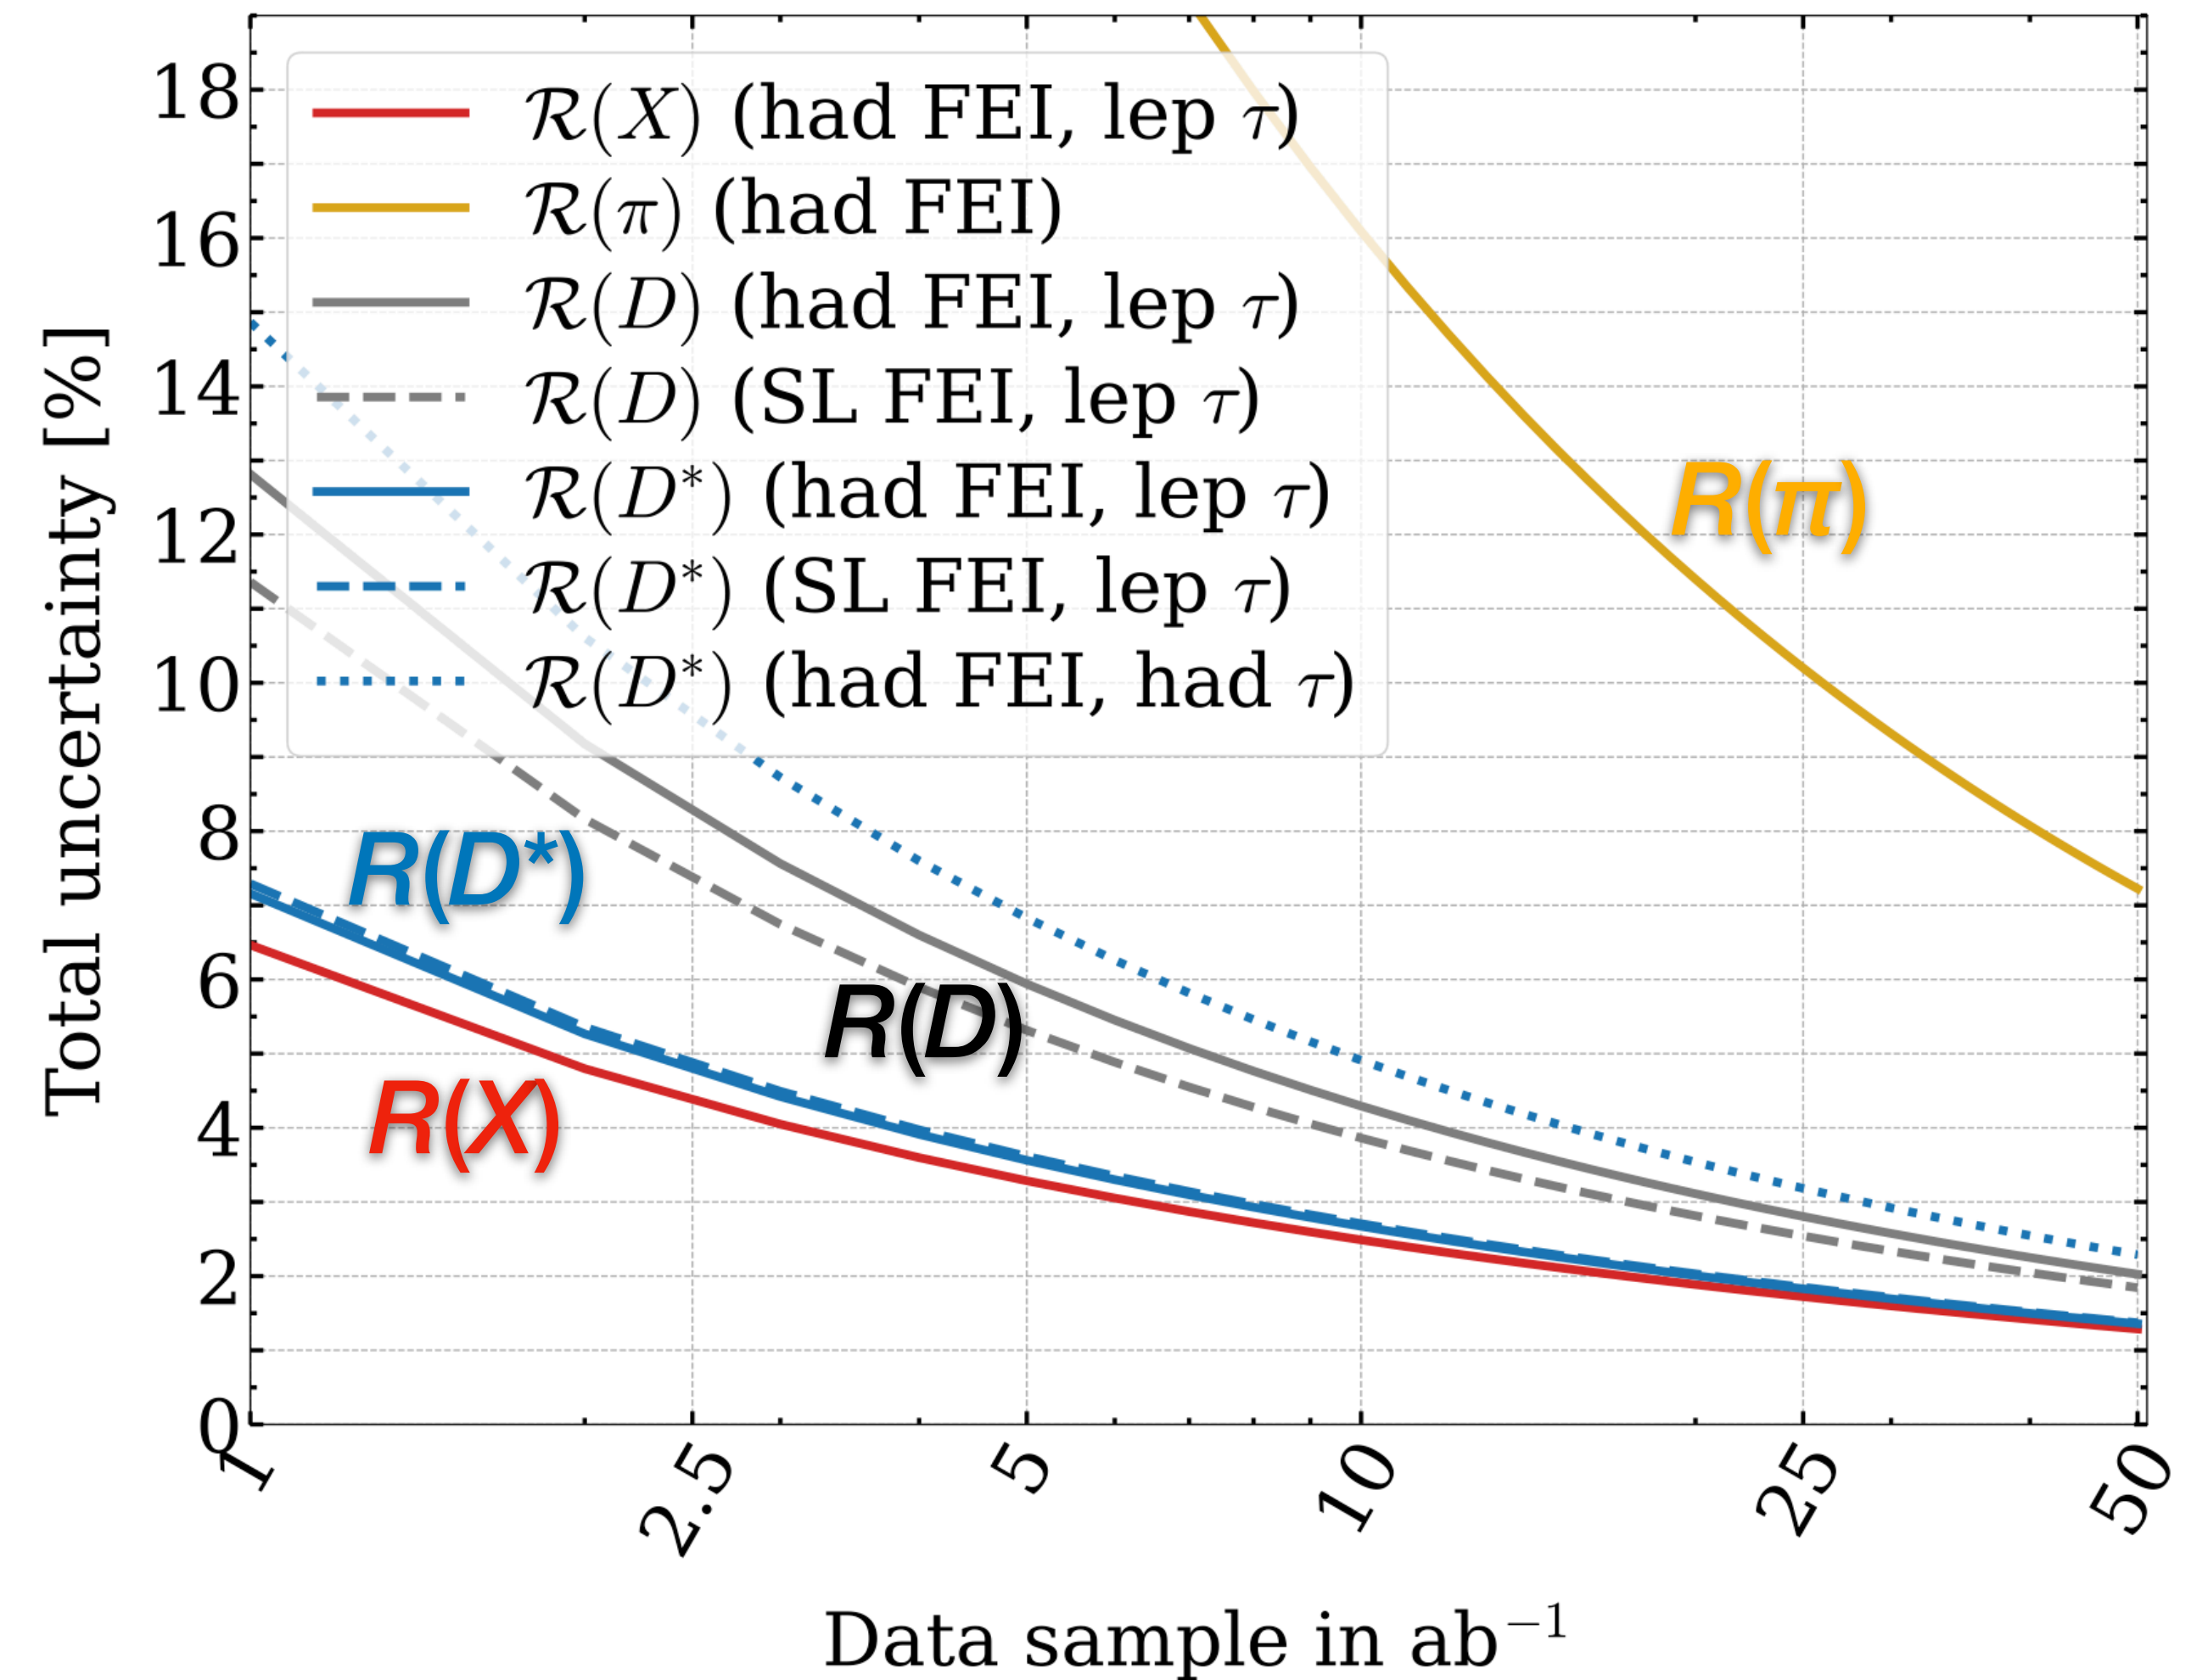 Total uncertainty [%]
18
16
14
12
10
8
6
4
2
0
ℛ(X) (had FEI, lep τ)
ℛ(π) (had FEI)
ℛ(D) (had FEI, lep τ)
ℛ(D) (SL FEI, lep τ)
ℛ(D*) (had FEI, lep τ)
ℛ(D*) (SL FEI, lep τ)
ℛ(D*) (had FEI, had τ)
R(π)
R(D*)
R(D)
R(X)
1 2.5 5 10 25 50
Data sample in ab⁻¹